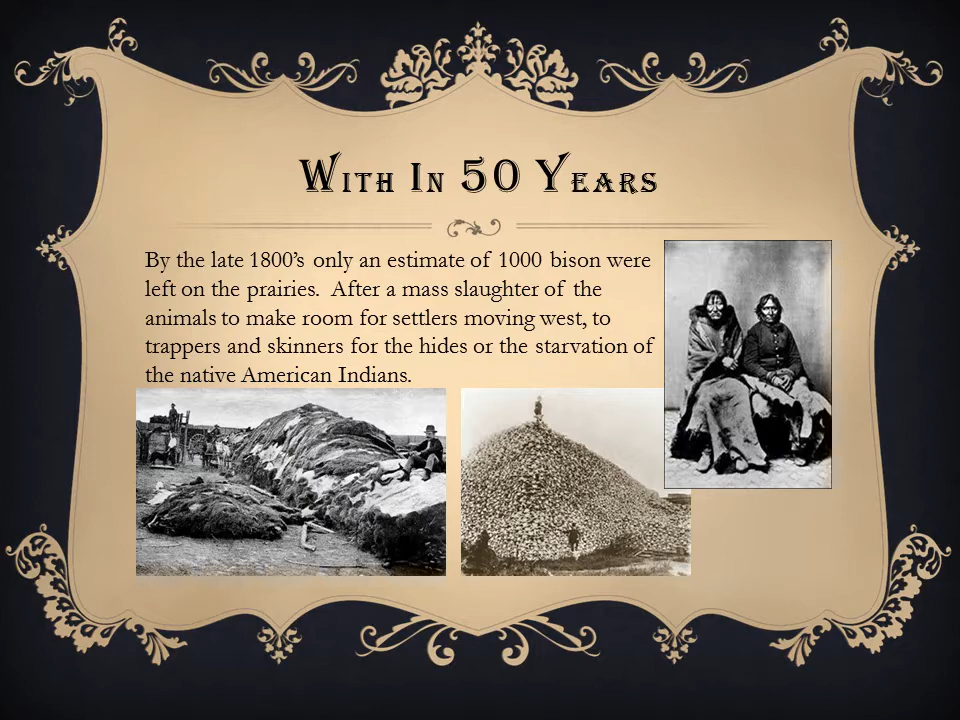 With In 50 Years
By the late 1800’s only an estimate of 1000 bison were
left on the prairies.  After a mass slaughter of the
animals to make room for settlers moving west, to
trappers and skinners for the hides or the starvation of
the native American Indians.